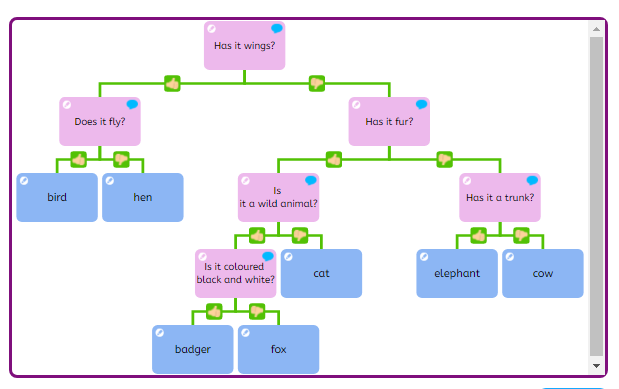 Has it wings?
Does it fly?
Has it fur?
bird
hen
Is
it a wild animal?
Has it a trunk?
Is it coloured
black and white?
cat
elephant
cow
badger
fox